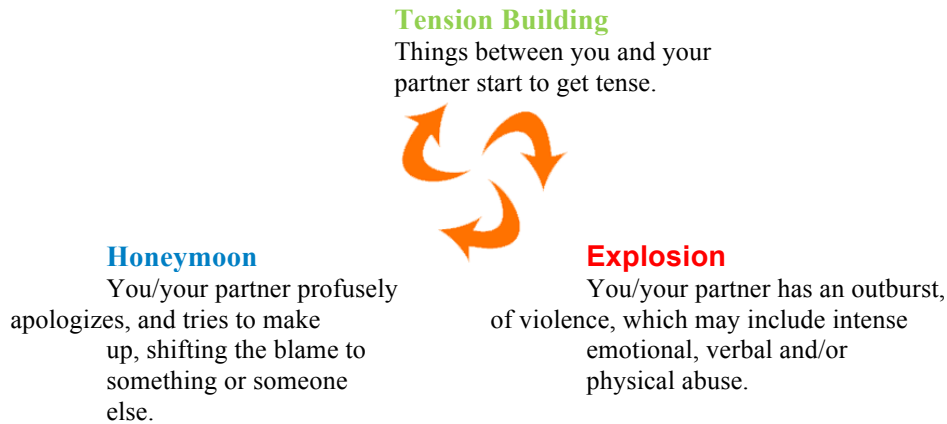 Tension Building
Things between you and your
partner start to get tense.
Honeymoon
You/your partner profusely
apologizes, and tries to make
up, shifting the blame to
something or someone
else.
Explosion
You/your partner has an outburst,
of violence, which may include intense
emotional, verbal and/or
physical abuse.